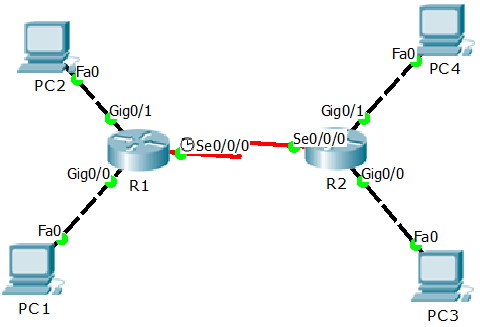 Fa0
PC4
Fa0
PC2
Gig0/1
Gig0/1
Se0/0/0
Se0/0/0
Gig0/0
R1
R2
Gig0/0
Fa0
Fa0
PC1
PC3